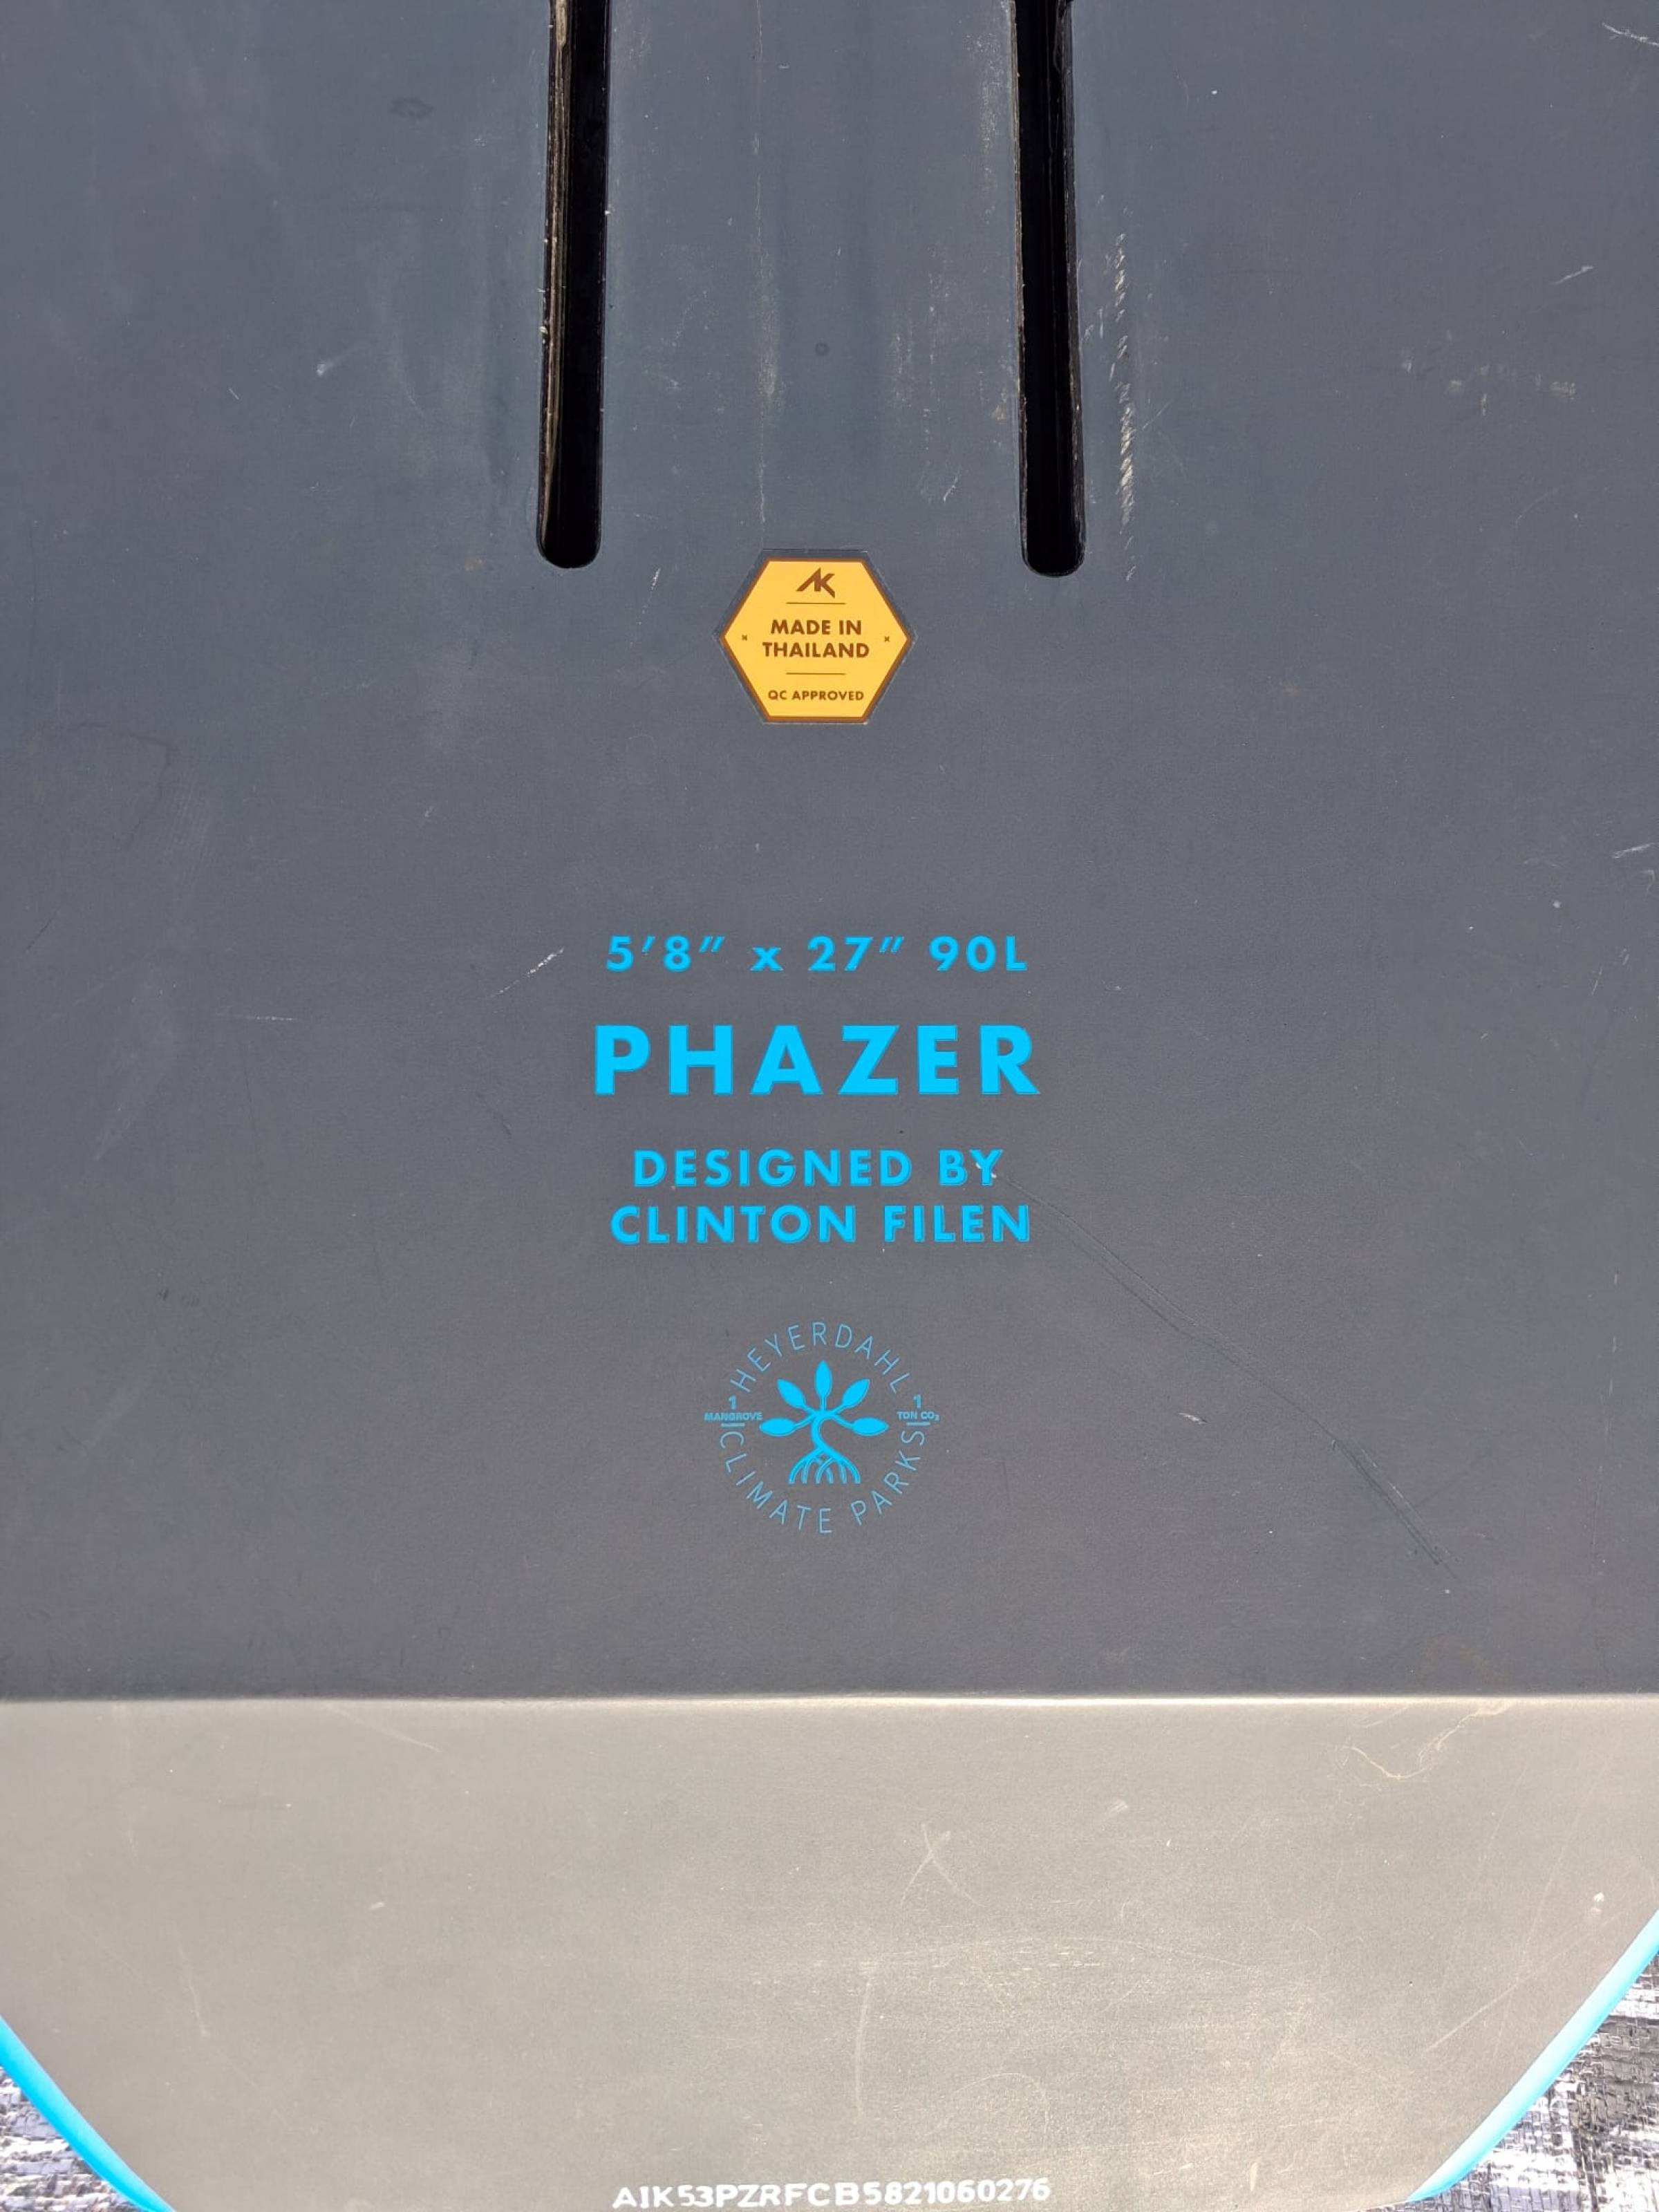 AK
MADE IN
THAILAND
QC APPROVED
5'8" x 27" 90L
PHAZER
DESIGNED BY
CLINTON FILEN
HEYERDAHL
1
MANGROVE
1
TON CO₂
CLIMATE PARKS
AIK53PZRFCB5821060276